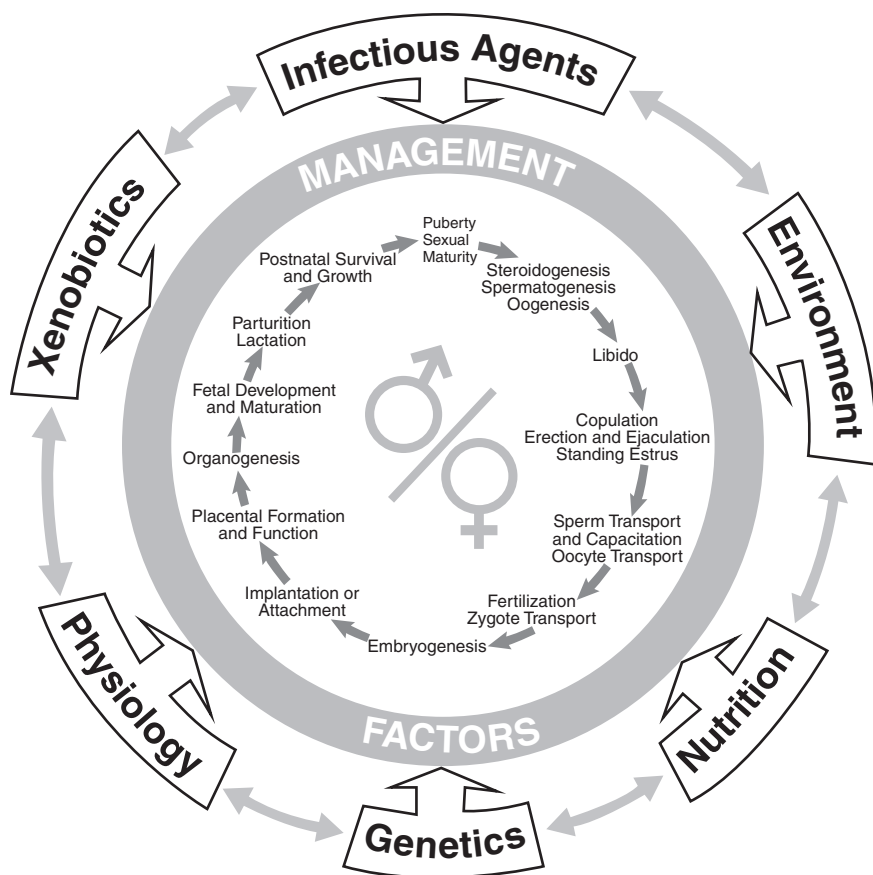 Infectious Agents
Environment
Nutrition
Genetics
Physiology
Xenobiotics
MANAGEMENT
FACTORS
Puberty
Sexual
Maturity
Steroidogenesis
Spermatogenesis
Oogenesis
Libido
Copulation
Erection and Ejaculation
Standing Estrus
Sperm Transport
and Capacitation
Oocyte Transport
Fertilization
Zygote Transport
Embryogenesis
Implantation or
Attachment
Placental Formation
and Function
Organogenesis
Fetal Development
and Maturation
Parturition
Lactation
Postnatal Survival
and Growth